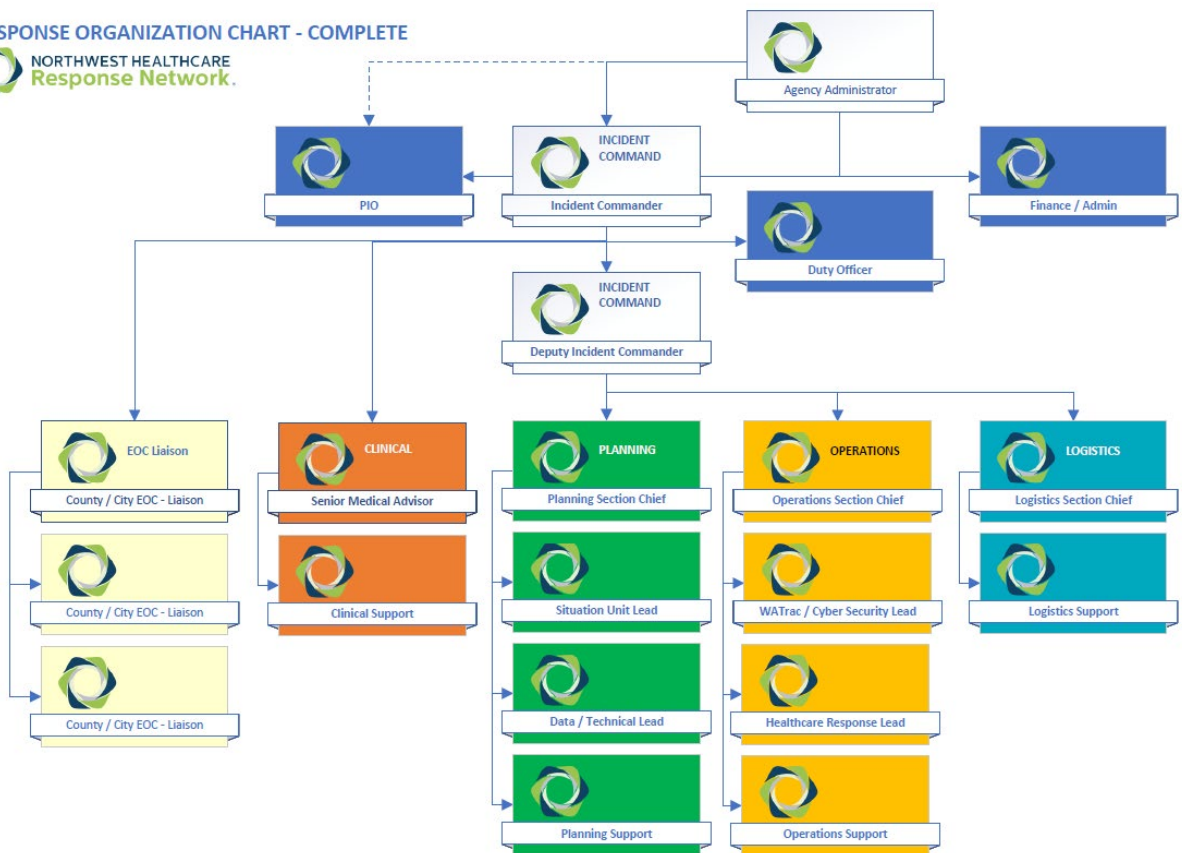 SPONSE ORGANIZATION CHART - COMPLETE
NORTHWEST HEALTHCARE
Response Network.
Agency Administrator
PIO
INCIDENT
COMMAND
Incident Commander
Finance / Admin
Duty Officer
INCIDENT
COMMAND
Deputy Incident Commander
EOC Liaison
County / City EOC - Liaison
County / City EOC - Liaison
County / City EOC - Liaison
CLINICAL
Senior Medical Advisor
Clinical Support
PLANNING
Planning Section Chief
Situation Unit Lead
Data / Technical Lead
Planning Support
OPERATIONS
Operations Section Chief
WATrac / Cyber Security Lead
Healthcare Response Lead
Operations Support
LOGISTICS
Logistics Section Chief
Logistics Support